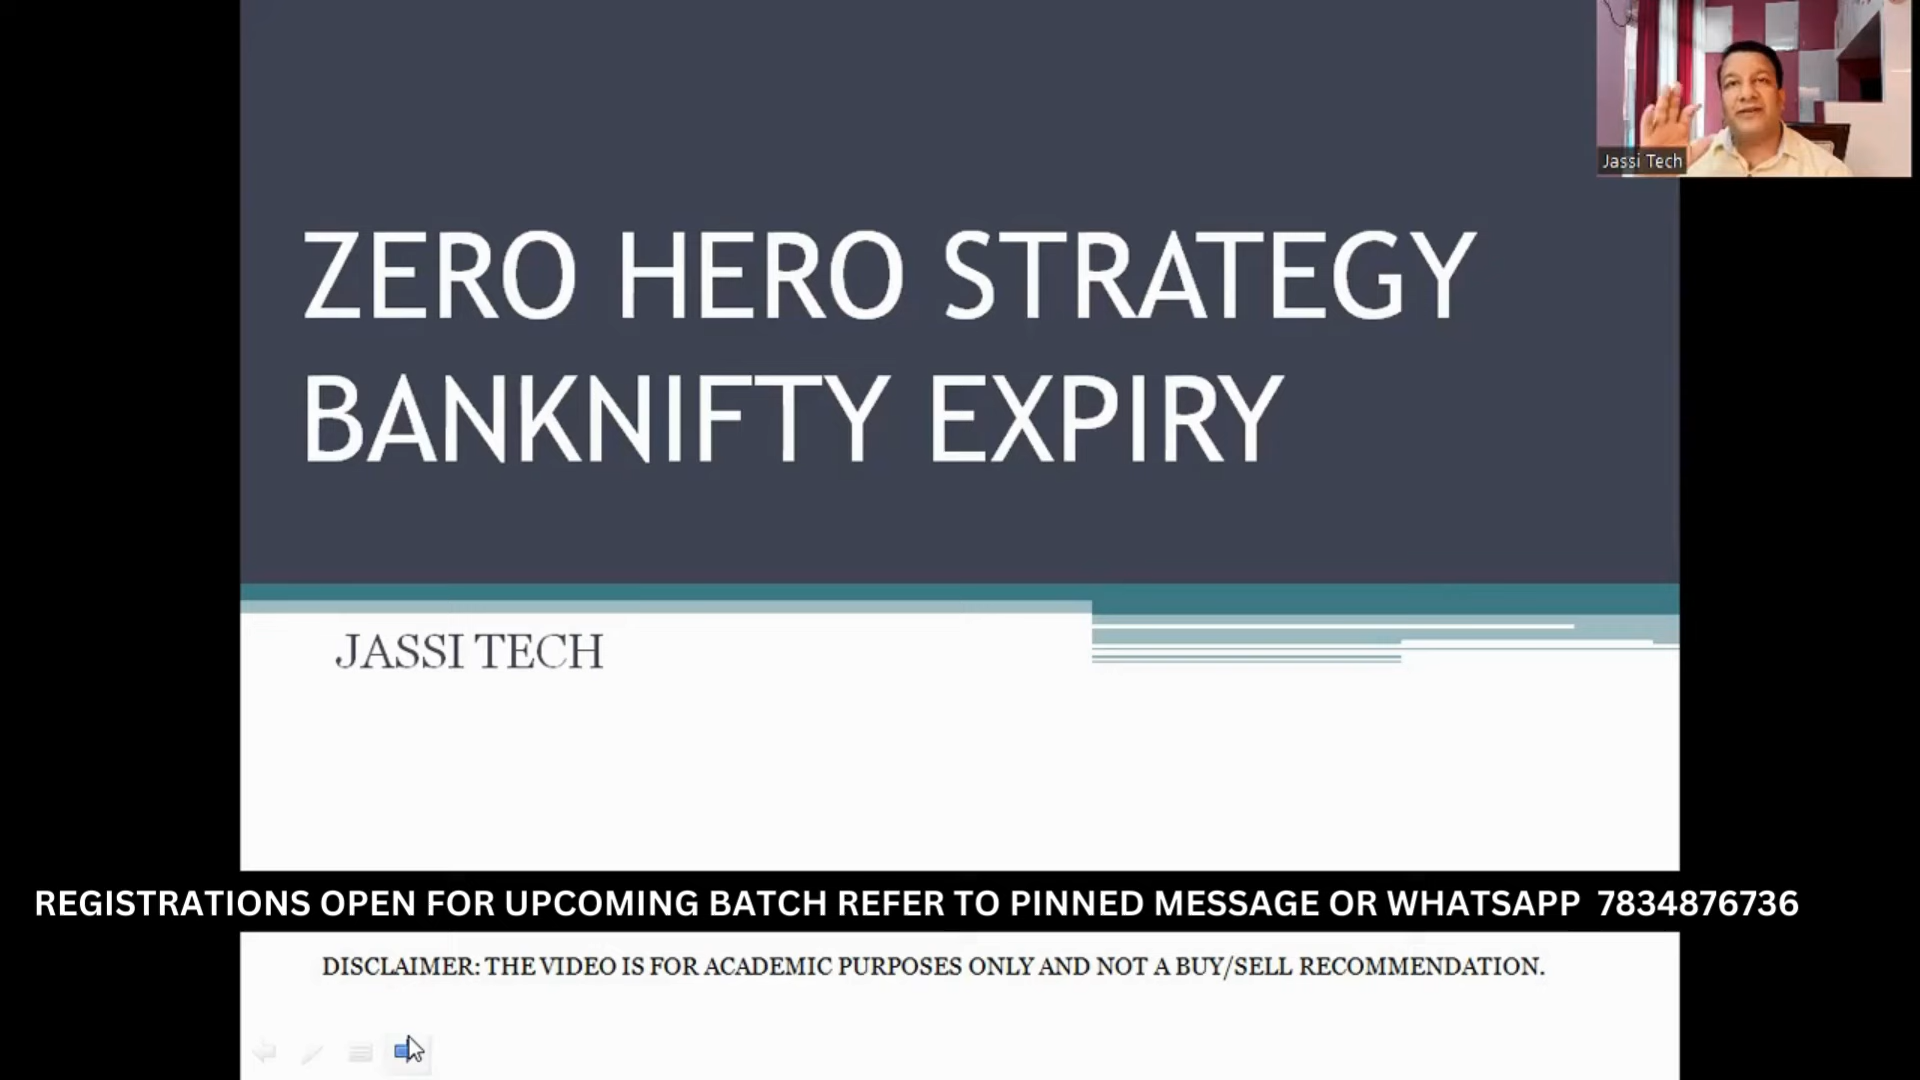 Jassi Tech
ZERO HERO STRATEGY
BANKNIFTY EXPIRY
JASSI TECH
REGISTRATIONS OPEN FOR UPCOMING BATCH REFER TO PINNED MESSAGE OR WHATSAPP 7834876736
DISCLAIMER: THE VIDEO IS FOR ACADEMIC PURPOSES ONLY AND NOT A BUY/SELL RECOMMENDATION.